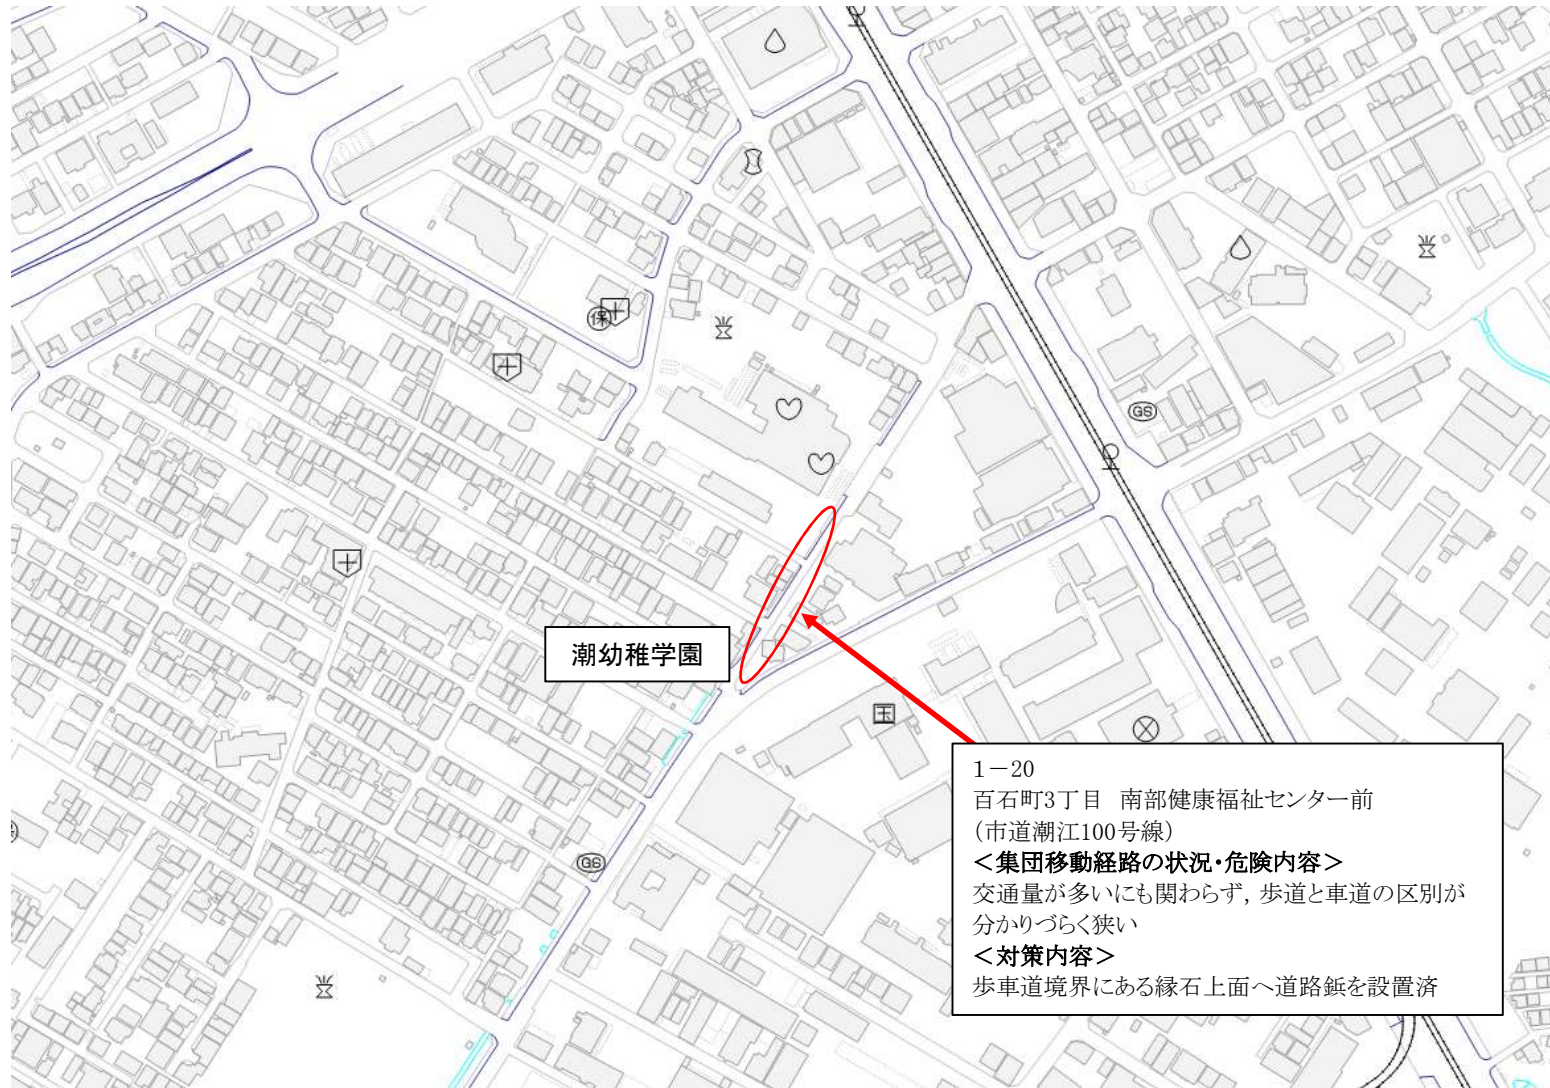 保
GS
潮幼稚学園
1－20
百石町3丁目　南部健康福祉センター前
（市道潮江100号線）
＜集団移動経路の状況・危険内容＞
交通量が多いにも関わらず，歩道と車道の区別が
分かりづらく狭い
＜対策内容＞
歩車道境界にある縁石上面へ道路鋲を設置済
GS